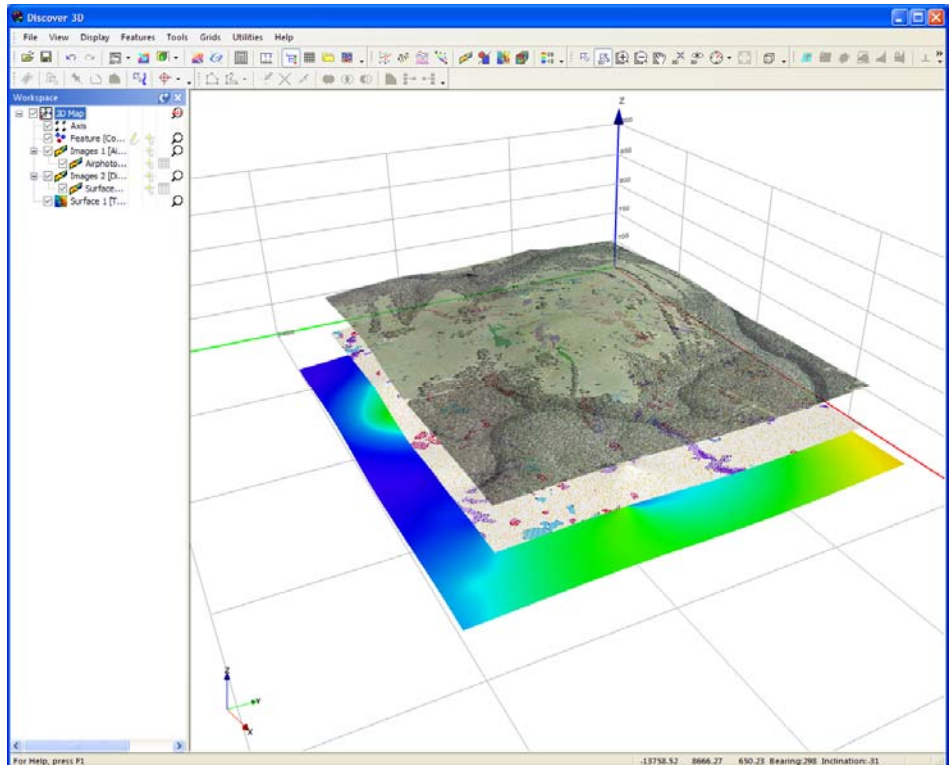 Discover 3D
File View Display Features Tools Grids Utilities Help
Workspace
3D Map
Axis
Feature [Co...
Images 1 [Ai...
Airphoto...
Images 2 [Di...
Surface...
Surface 1 [T...
Z
Z
Y
X
For Help, press F1
-13758.52 8666.27 650.23 Bearing:298 Inclination:-31